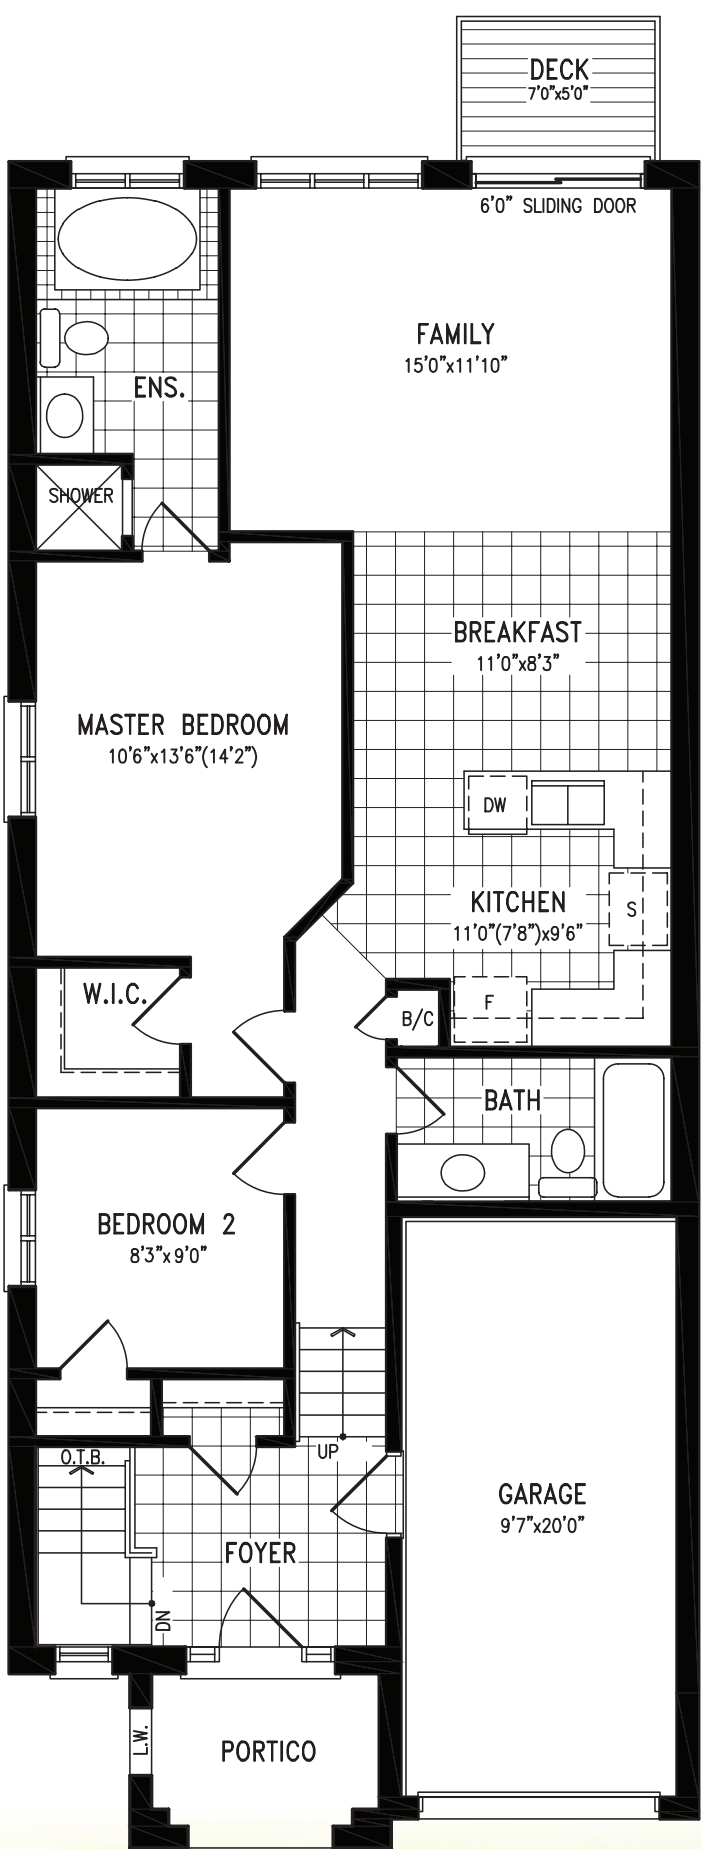 DECK
7'0"x5'0"
6'0" SLIDING DOOR
FAMILY
15'0"x11'10"
ENS.
SHOWER
BREAKFAST
11'0"x8'3"
MASTER BEDROOM
10'6"x13'6"(14'2")
DW
KITCHEN
11'0"(7'8")x9'6"
S
W.I.C.
F
B/C
BATH
BEDROOM 2
8'3"x9'0"
UP
O.T.B.
GARAGE
9'7"x20'0"
FOYER
DN
L.W.
PORTICO